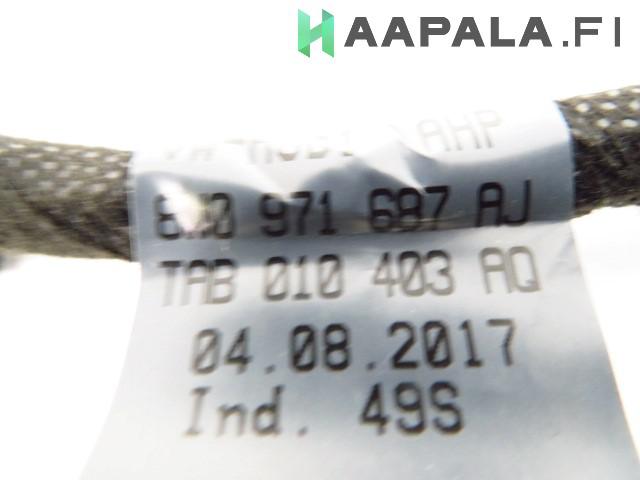 HAAPALA.FI
971 687 AJ
TAB 010 403 AQ
04.08.2017
Ind. 49S